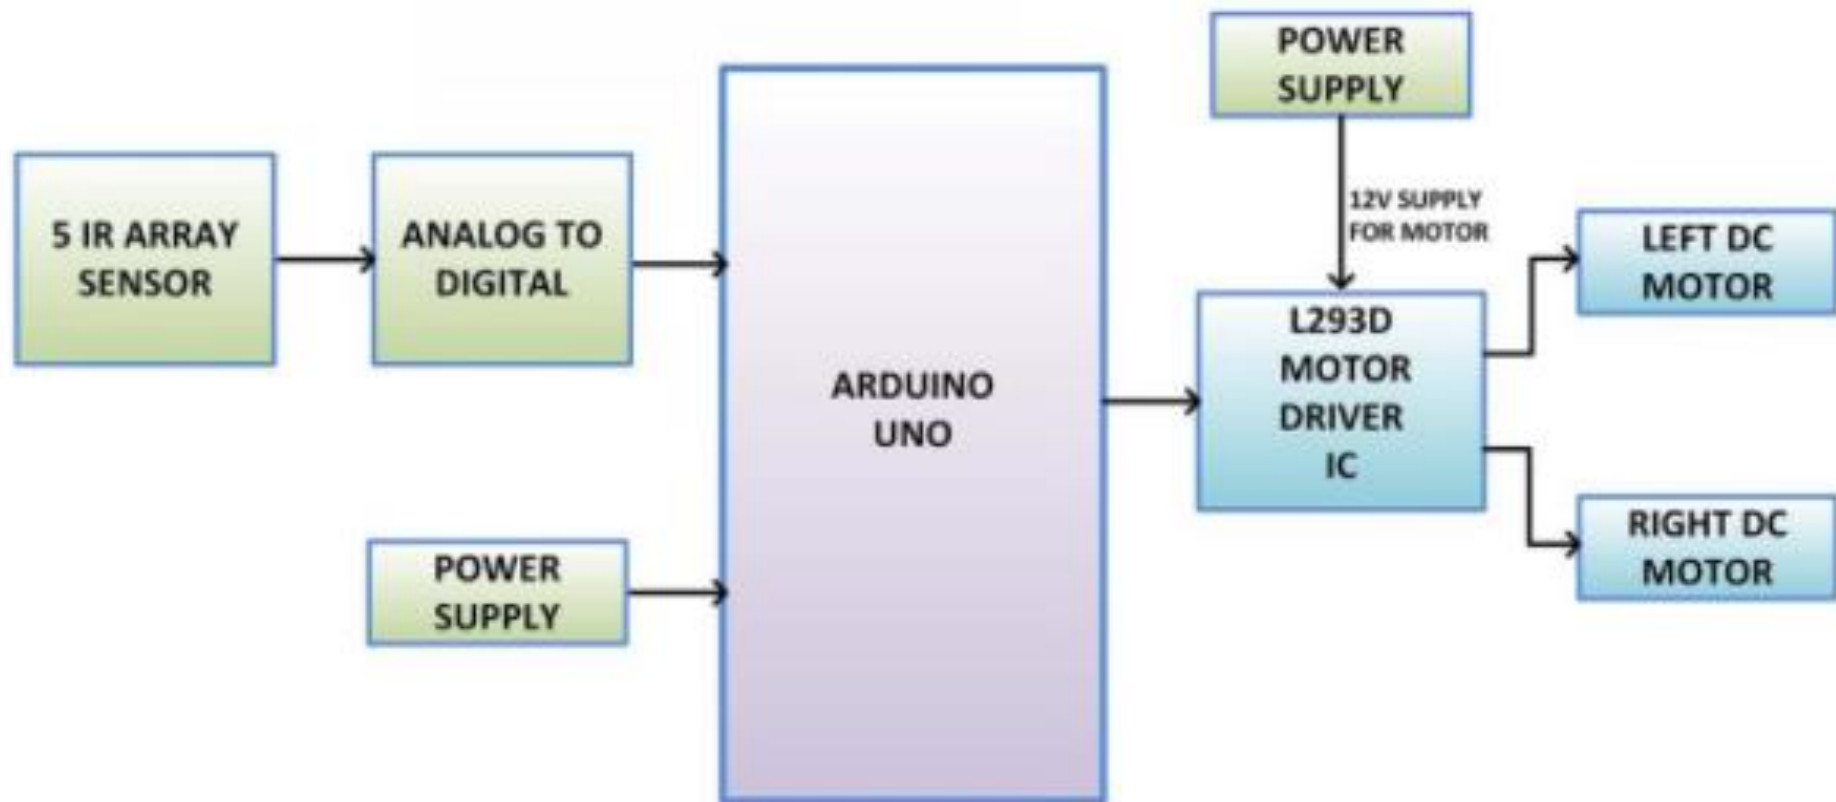 POWER
SUPPLY
5 IR ARRAY
SENSOR
ANALOG TO
DIGITAL
12V SUPPLY
FOR MOTOR
LEFT DC
MOTOR
ARDUINO
UNO
L293D
MOTOR
DRIVER
IC
POWER
SUPPLY
RIGHT DC
MOTOR